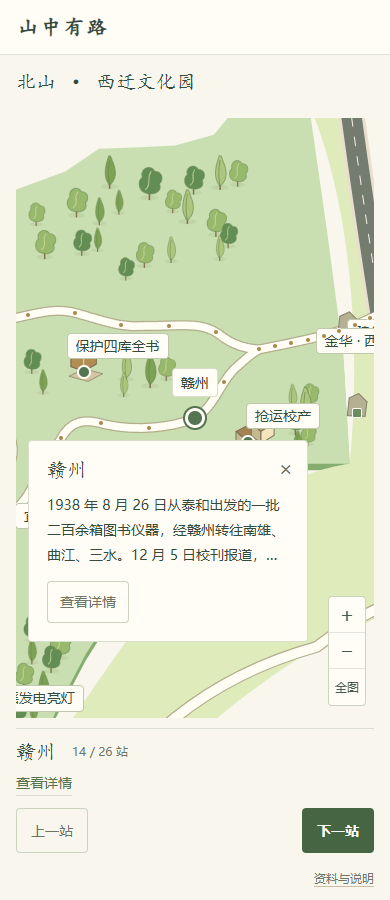 山中有路
北山 • 西迁文化园
保护四库全书
金华 · 西
赣州
抢运校产
赣州
×
1938 年 8 月 26 日从泰和出发的一批
二百余箱图书仪器，经赣州转往南雄、
曲江、三水。12 月 5 日校刊报道，...
查看详情
+
−
全图
发电亮灯
赣州 14 / 26 站
查看详情
上一站
下一站
资料与说明